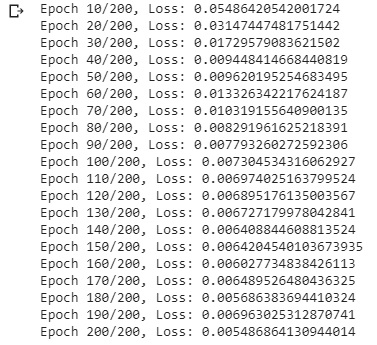 Epoch 10/200, Loss: 0.05486420542001724
Epoch 20/200, Loss: 0.03147447481751442
Epoch 30/200, Loss: 0.01729579083621502
Epoch 40/200, Loss: 0.009448414668440819
Epoch 50/200, Loss: 0.009620195254683495
Epoch 60/200, Loss: 0.013326342217624187
Epoch 70/200, Loss: 0.010319155640900135
Epoch 80/200, Loss: 0.008291961625218391
Epoch 90/200, Loss: 0.007793260272592306
Epoch 100/200, Loss: 0.007304534316062927
Epoch 110/200, Loss: 0.006974025163799524
Epoch 120/200, Loss: 0.006895176135003567
Epoch 130/200, Loss: 0.006727179978042841
Epoch 140/200, Loss: 0.006408844608813524
Epoch 150/200, Loss: 0.0064204540103673935
Epoch 160/200, Loss: 0.006027734838426113
Epoch 170/200, Loss: 0.006489526480436325
Epoch 180/200, Loss: 0.005686383694410324
Epoch 190/200, Loss: 0.006963025312870741
Epoch 200/200, Loss: 0.005486864130944014